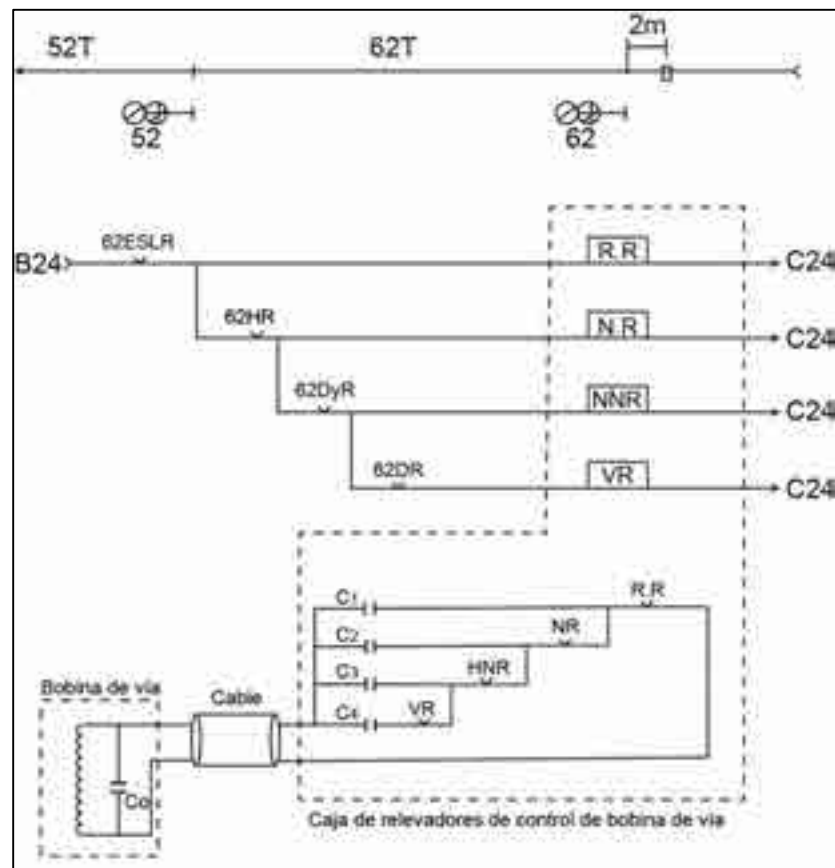 52T 62T 2m
52 62
62ESLR R.R
B24 C24
62HR N.R C24
62DyR NNR C24
62DR VR C24
R.R
C1
NR
C2
HNR
C3
VR
C4
Bobina de vía Cable
Co
Caja de relevadores de control de bobina de vía